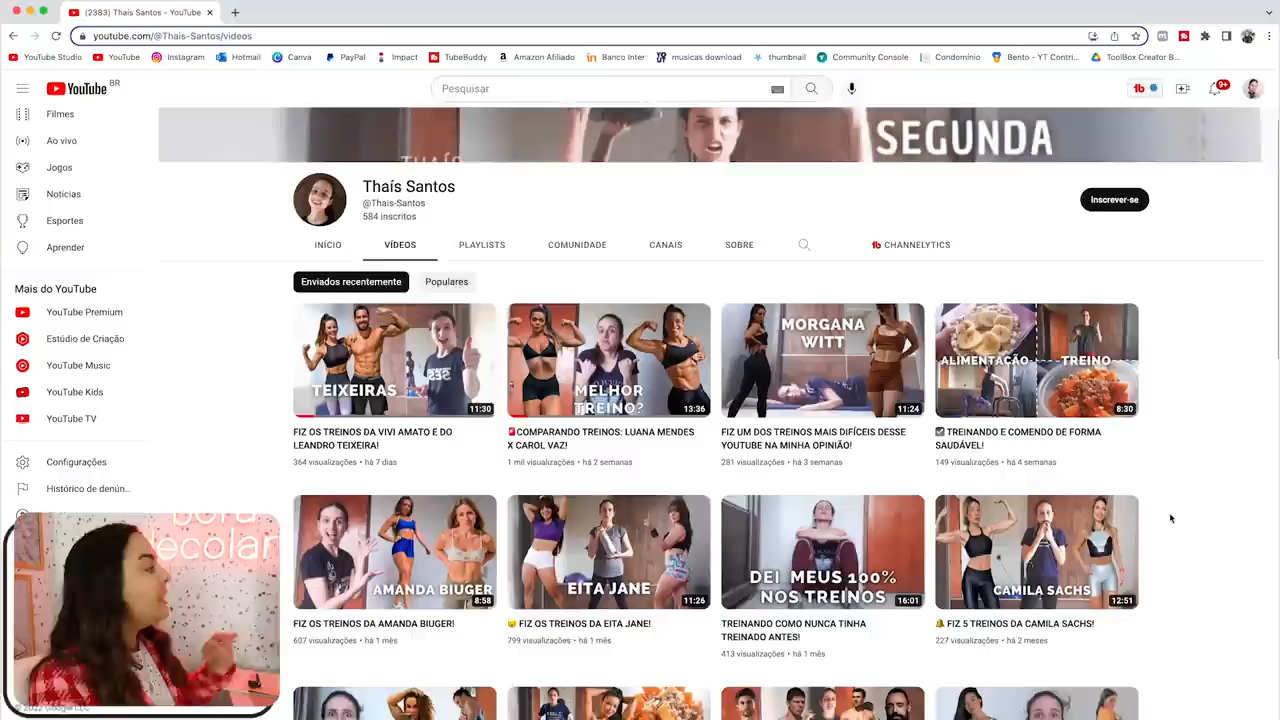 (2383) Thaís Santos - YouTube
youtube.com/@Thais-Santos/videos
YouTube Studio YouTube Instagram Hotmail Canva PayPal Impact TubeBuddy Amazon Afiliado Banco Inter musicas download thumbnail Community Console Condomínio Bento - YT Contri... ToolBox Creator B...
YouTube BR
Pesquisar
tb
9+
Filmes
Ao vivo
Jogos
Notícias
Esportes
Aprender
Mais do YouTube
YouTube Premium
Estúdio de Criação
YouTube Music
YouTube Kids
YouTube TV
Configurações
Histórico de denún...
bora
decolar
THAÍS
SEGUNDA
Thaís Santos
@Thais-Santos
584 inscritos
Inscrever-se
INÍCIO VÍDEOS PLAYLISTS COMUNIDADE CANAIS SOBRE tb CHANNELYTICS
Enviados recentemente Populares
TEIXEIRAS
11:30
FIZ OS TREINOS DA VIVI AMATO E DO
LEANDRO TEIXEIRA!
364 visualizações • há 7 dias
MELHOR
TREINO?
13:36
🚨COMPARANDO TREINOS: LUANA MENDES
X CAROL VAZ!
1 mil visualizações • há 2 semanas
MORGANA
WITT
11:24
FIZ UM DOS TREINOS MAIS DIFÍCEIS DESSE
YOUTUBE NA MINHA OPINIÃO!
281 visualizações • há 3 semanas
ALIMENTAÇÃO TREINO
8:30
☑️ TREINANDO E COMENDO DE FORMA
SAUDÁVEL!
149 visualizações • há 4 semanas
AMANDA BIUGER
8:58
FIZ OS TREINOS DA AMANDA BIUGER!
607 visualizações • há 1 mês
EITA JANE
11:26
FIZ OS TREINOS DA EITA JANE!
799 visualizações • há 1 mês
DEI MEUS 100%
NOS TREINOS
16:01
TREINANDO COMO NUNCA TINHA
TREINADO ANTES!
413 visualizações • há 1 mês
CAMILA SACHS
12:51
FIZ 5 TREINOS DA CAMILA SACHS!
227 visualizações • há 2 meses